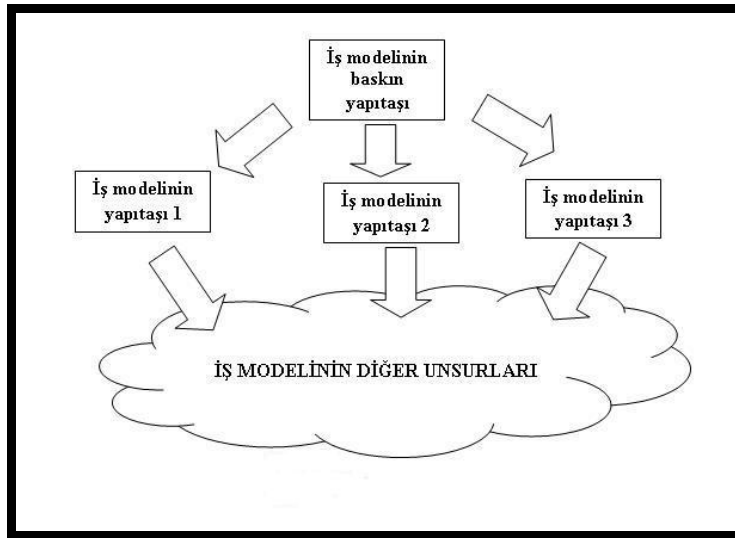 İş modelinin
baskın
yapıtaşı
İş modelinin
yapıtaşı 1
İş modelinin
yapıtaşı 2
İş modelinin
yapıtaşı 3
İŞ MODELİNİN DİĞER UNSURLARI